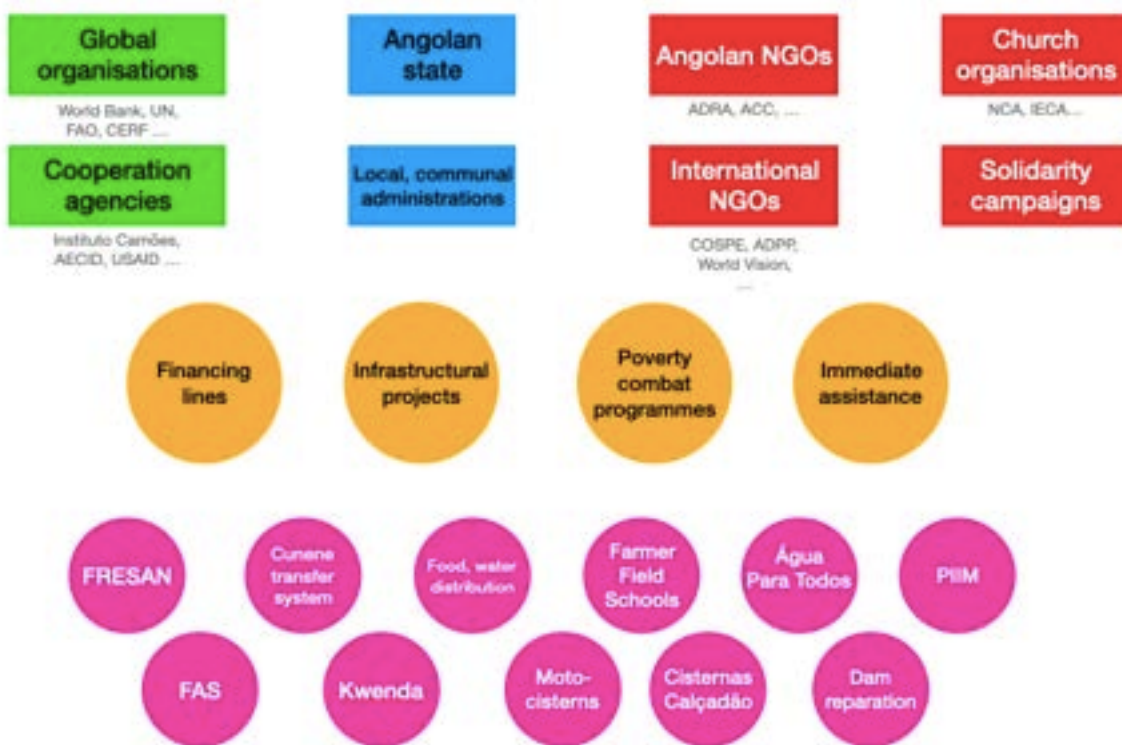 Global
organisations
World Bank, UN,
FAO, CERF ...
Angolan
state
Angolan NGOs
ADRA, ACC, ...
Church
organisations
NCA, IECA...
Cooperation
agencies
Instituto Camões,
AECID, USAID ...
Local, communal
administrations
International
NGOs
COSPE, ADPP,
World Vision,
...
Solidarity
campaigns
Financing
lines
Infrastructural
projects
Poverty
combat
programmes
Immediate
assistance
FRESAN
Cunene
transfer
system
Food, water
distribution
Farmer
Field
Schools
Água
Para Todos
PIIM
FAS
Kwenda
Moto-
cisterns
Cisternas
Calçadão
Dam
reparation